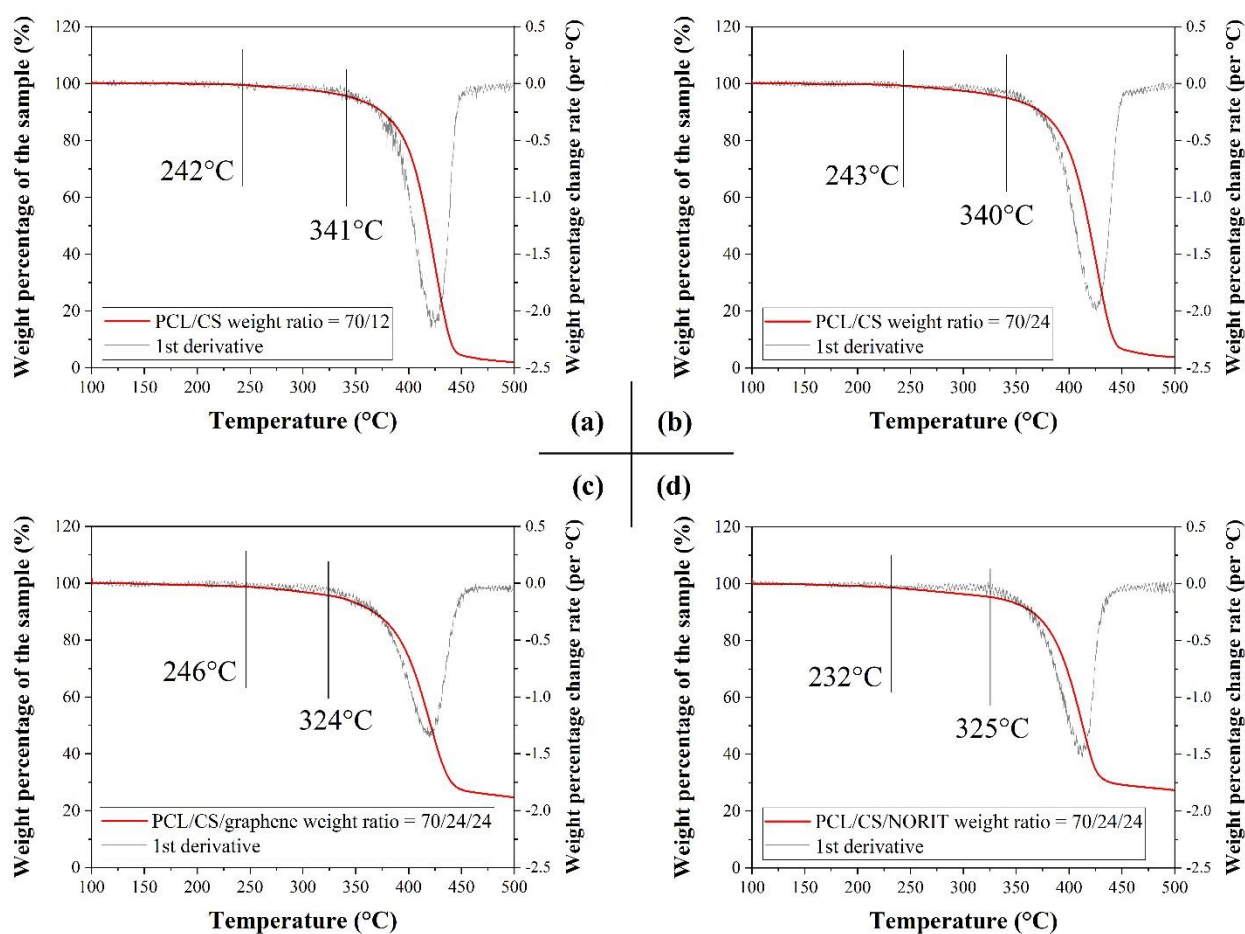 Weight percentage of the sample (%)
120
100
80
60
40
20
0
242°C
341°C
PCL/CS weight ratio = 70/12
1st derivative
0.5
0.0
-0.5
-1.0
-1.5
-2.0
-2.5
Weight percentage change rate (per °C)
100 150 200 250 300 350 400 450 500
Temperature (°C)
(a)
Weight percentage of the sample (%)
120
100
80
60
40
20
0
243°C
340°C
PCL/CS weight ratio = 70/24
1st derivative
0.5
0.0
-0.5
-1.0
-1.5
-2.0
-2.5
Weight percentage change rate (per °C)
100 150 200 250 300 350 400 450 500
Temperature (°C)
(b)
(c)
Weight percentage of the sample (%)
120
100
80
60
40
20
0
246°C
324°C
PCL/CS/graphene weight ratio = 70/24/24
1st derivative
0.5
0.0
-0.5
-1.0
-1.5
-2.0
-2.5
Weight percentage change rate (per °C)
100 150 200 250 300 350 400 450 500
Temperature (°C)
(d)
Weight percentage of the sample (%)
120
100
80
60
40
20
0
232°C
325°C
PCL/CS/NORIT weight ratio = 70/24/24
1st derivative
0.5
0.0
-0.5
-1.0
-1.5
-2.0
-2.5
Weight percentage change rate (per °C)
100 150 200 250 300 350 400 450 500
Temperature (°C)